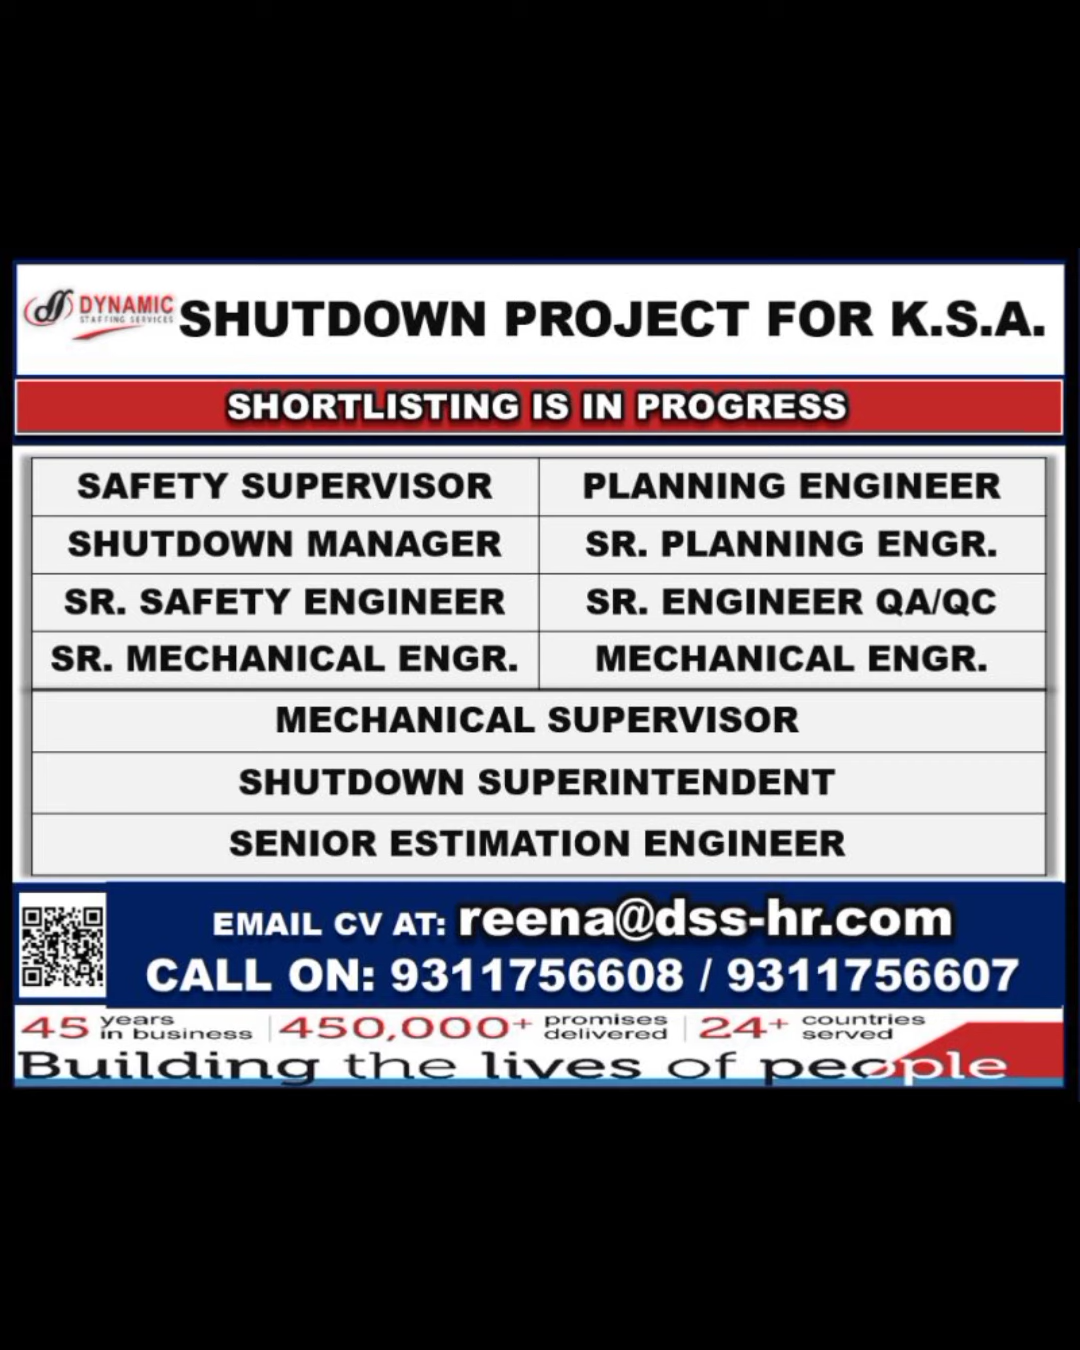 DYNAMIC
STAFFING SERVICES
SHUTDOWN PROJECT FOR K.S.A.
SHORTLISTING IS IN PROGRESS
SAFETY SUPERVISOR
PLANNING ENGINEER
SHUTDOWN MANAGER
SR. PLANNING ENGR.
SR. SAFETY ENGINEER
SR. ENGINEER QA/QC
SR. MECHANICAL ENGR.
MECHANICAL ENGR.
MECHANICAL SUPERVISOR
SHUTDOWN SUPERINTENDENT
SENIOR ESTIMATION ENGINEER
EMAIL CV AT: reena@dss-hr.com
CALL ON: 9311756608 / 9311756607
45 years in business | 450,000+ promises delivered | 24+ countries served
Building the lives of people